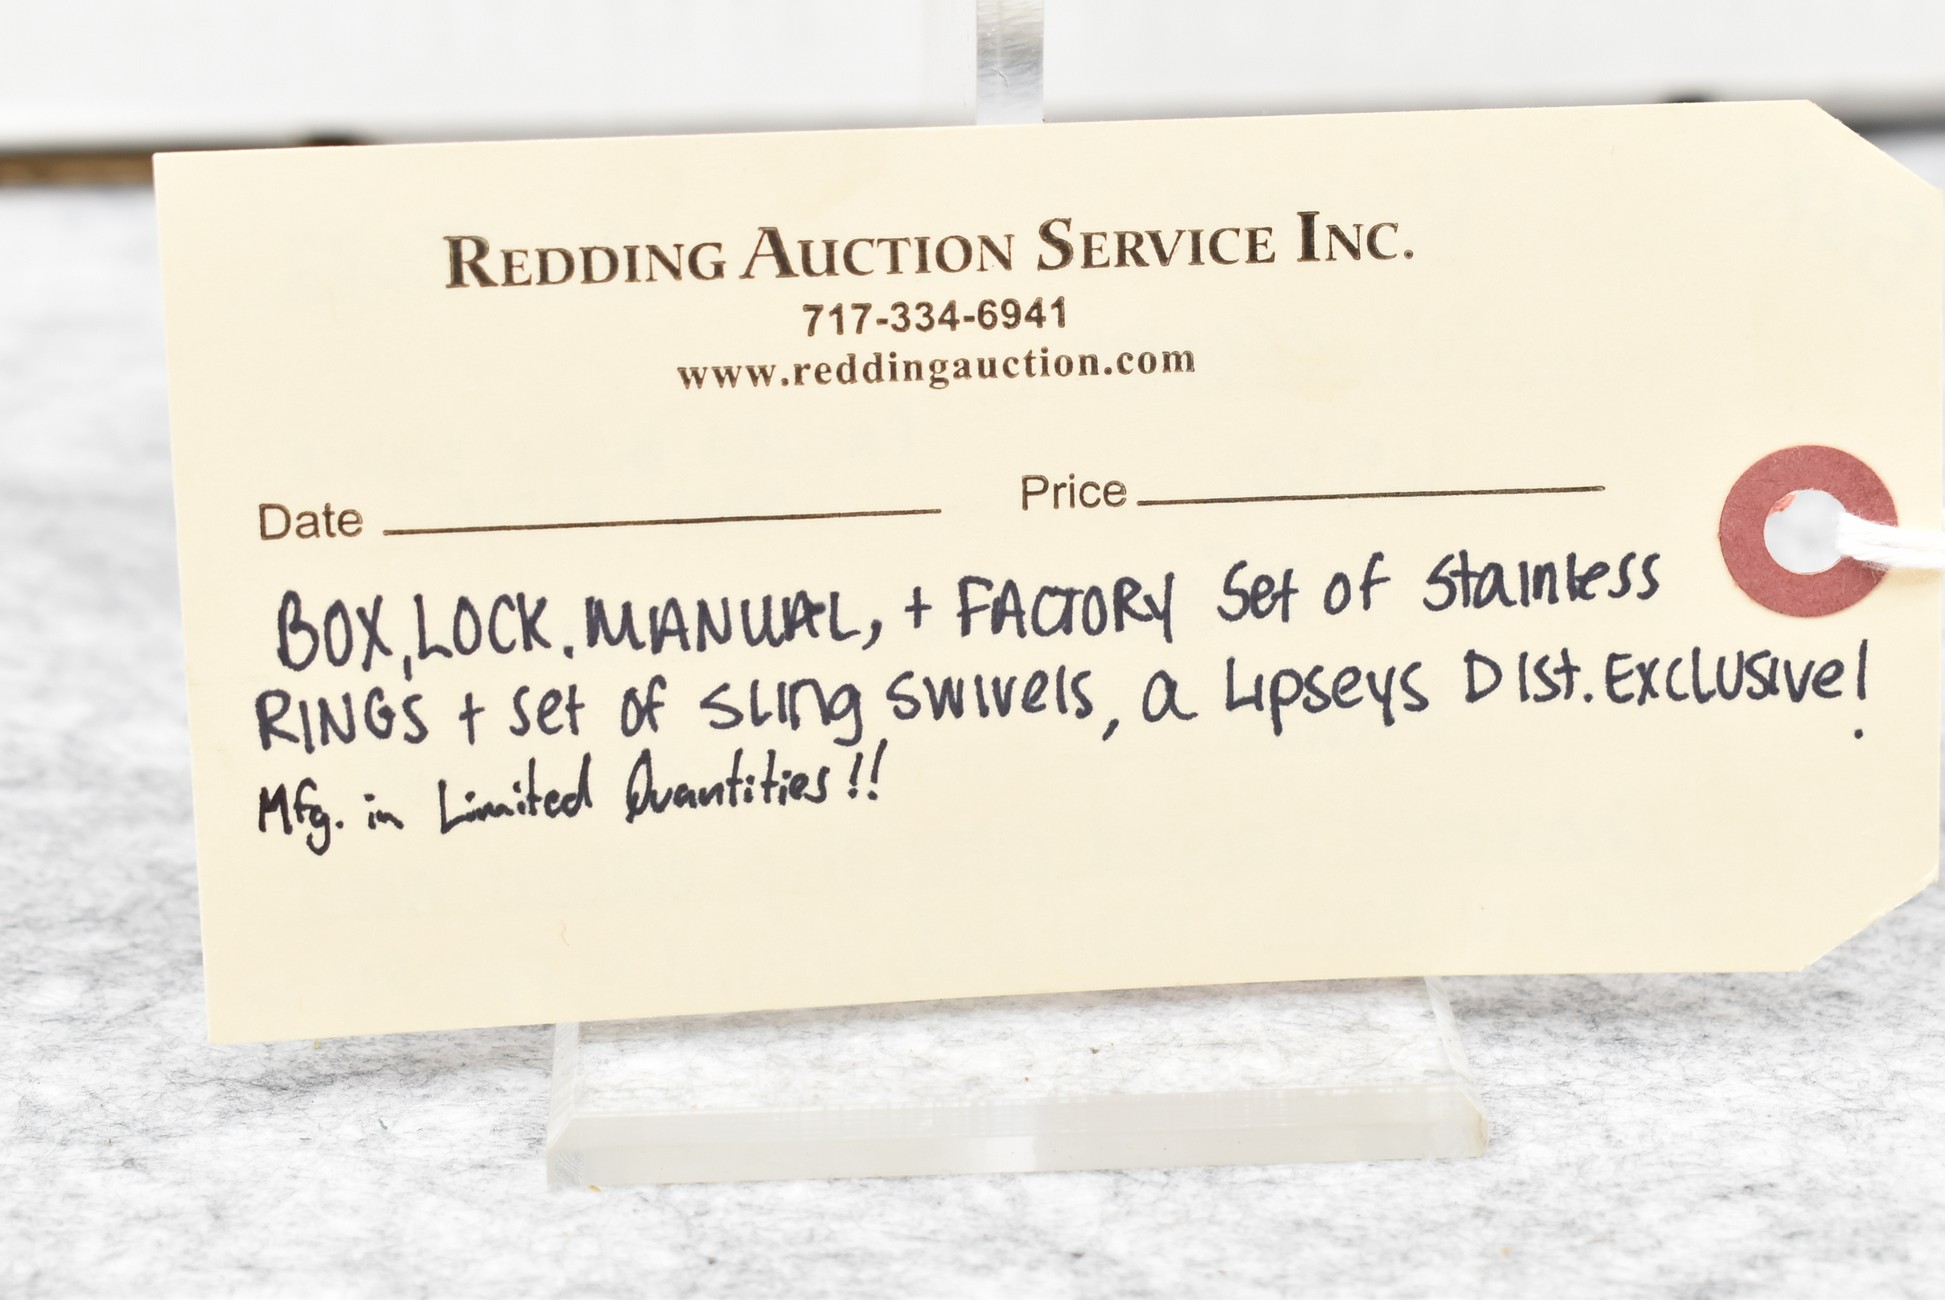 REDDING AUCTION SERVICE INC.
717-334-6941
www.reddingauction.com
Date Price
BOX, LOCK. MANUAL, + FACTORY Set of Stainless
RINGS + Set of Sling Swivels, a Lipseys Dist. Exclusive!
Mfg. in Limited Quantities!!